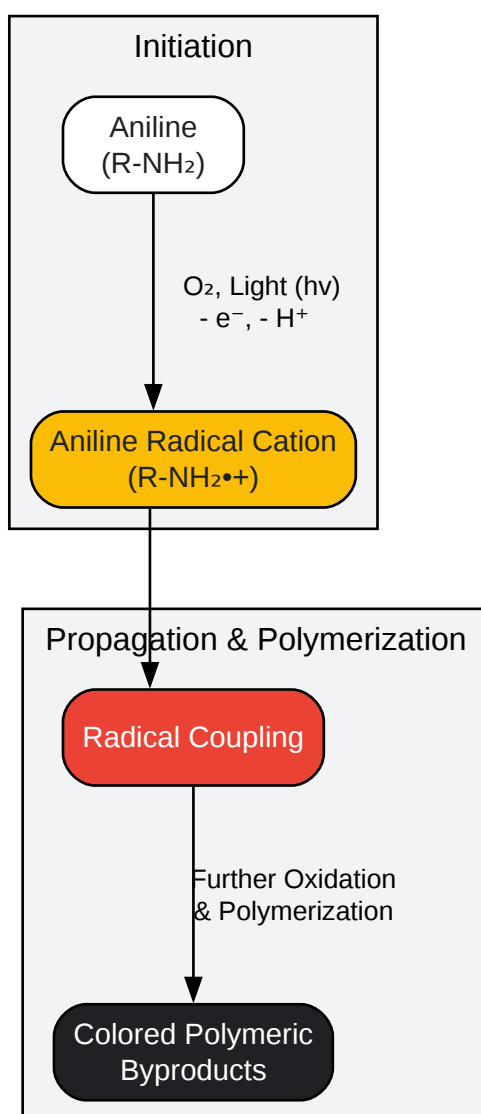 Initiation
Aniline
(R-NH₂)
O₂, Light (hv)
- e⁻, - H⁺
Aniline Radical Cation
(R-NH₂•+)
Propagation & Polymerization
Radical Coupling
Further Oxidation
& Polymerization
Colored Polymeric
Byproducts